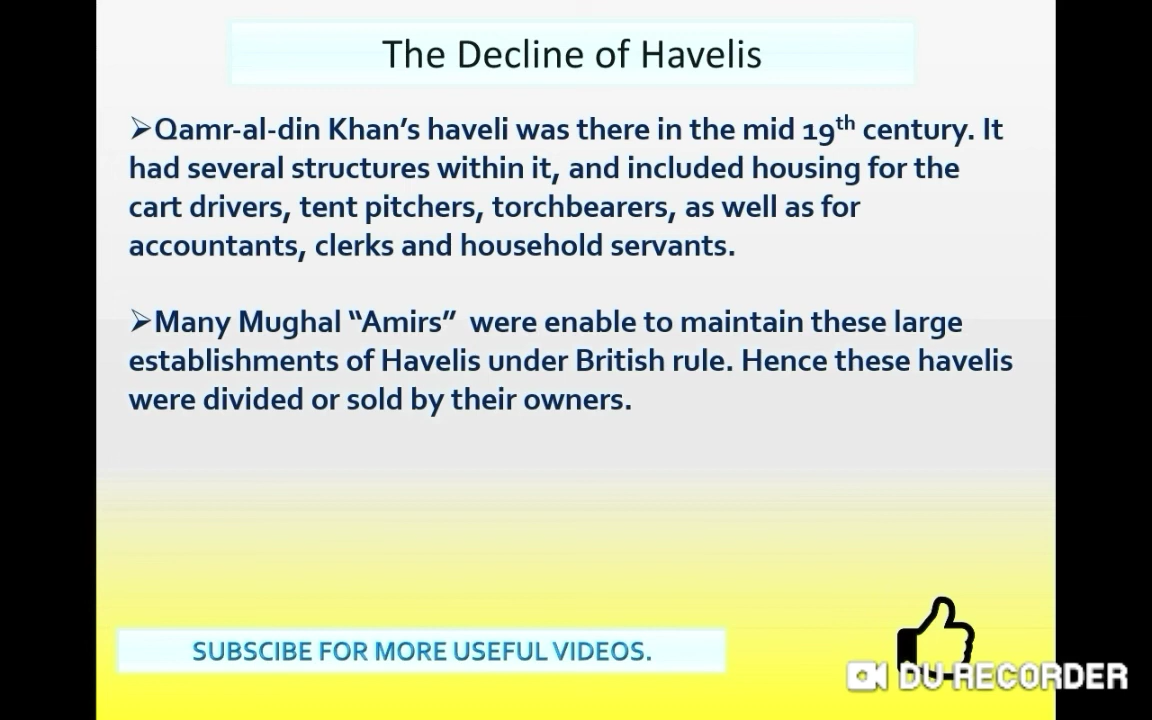 The Decline of Havelis
➢Qamr-al-din Khan's haveli was there in the mid 19th century. It
had several structures within it, and included housing for the
cart drivers, tent pitchers, torchbearers, as well as for
accountants, clerks and household servants.
➢Many Mughal “Amirs”  were enable to maintain these large
establishments of Havelis under British rule. Hence these havelis
were divided or sold by their owners.
SUBSCIBE FOR MORE USEFUL VIDEOS.
DU RECORDER